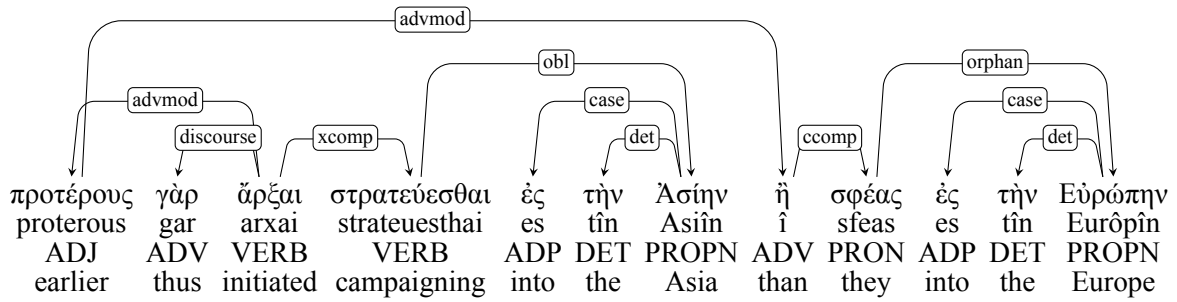 advmod
obl orphan
advmod case case
discourse xcomp det ccomp det
προτέρους γὰρ ἄρξαι στρατεύεσθαι ἐς τὴν Ἀσίην ἢ σφέας ἐς τὴν Εὐρώπην
proterous gar arxai strateuesthai es tîn Asiîn î sfeas es tîn Eurôpîn
ADJ ADV VERB VERB ADP DET PROPN ADV PRON ADP DET PROPN
earlier thus initiated campaigning into the Asia than they into the Europe